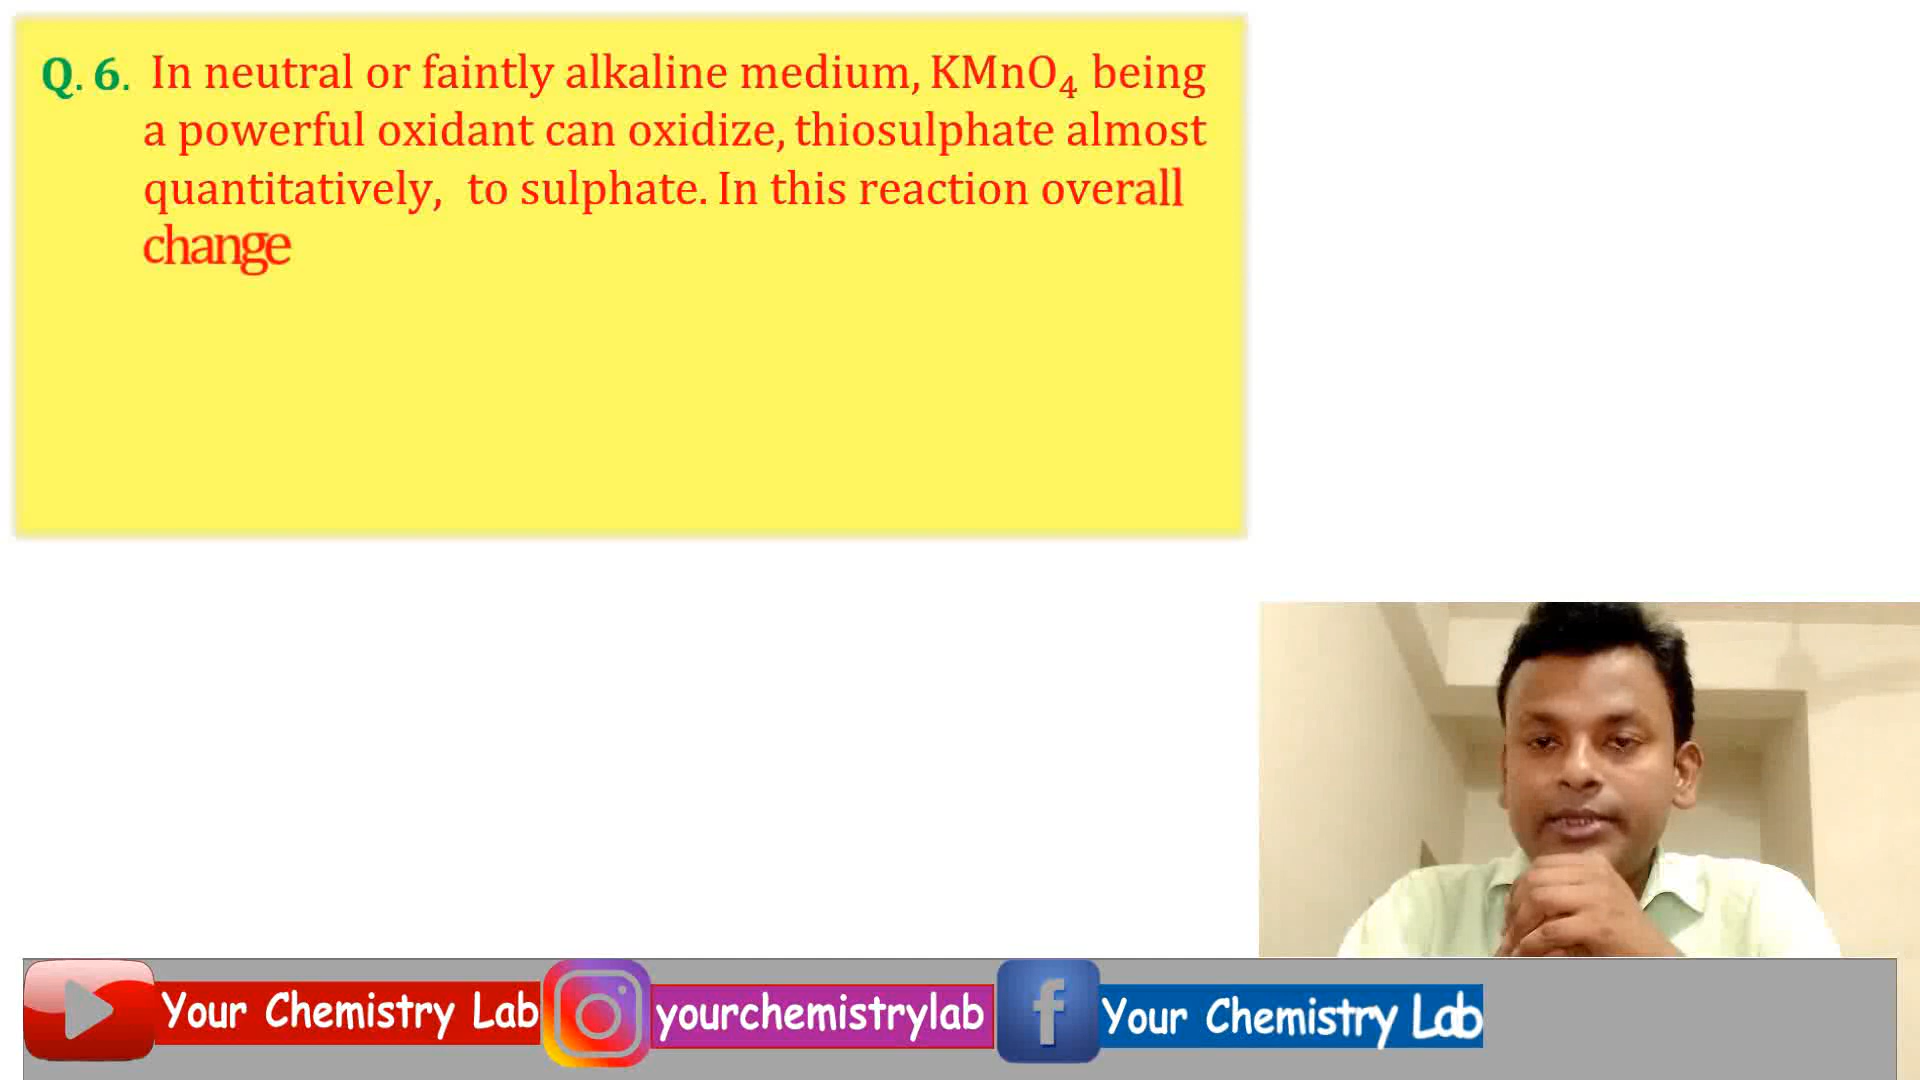 Q. 6. In neutral or faintly alkaline medium, KMnO₄ being
a powerful oxidant can oxidize, thiosulphate almost
quantitatively, to sulphate. In this reaction overall
change
Your Chemistry Lab
yourchemistrylab
Your Chemistry Lab